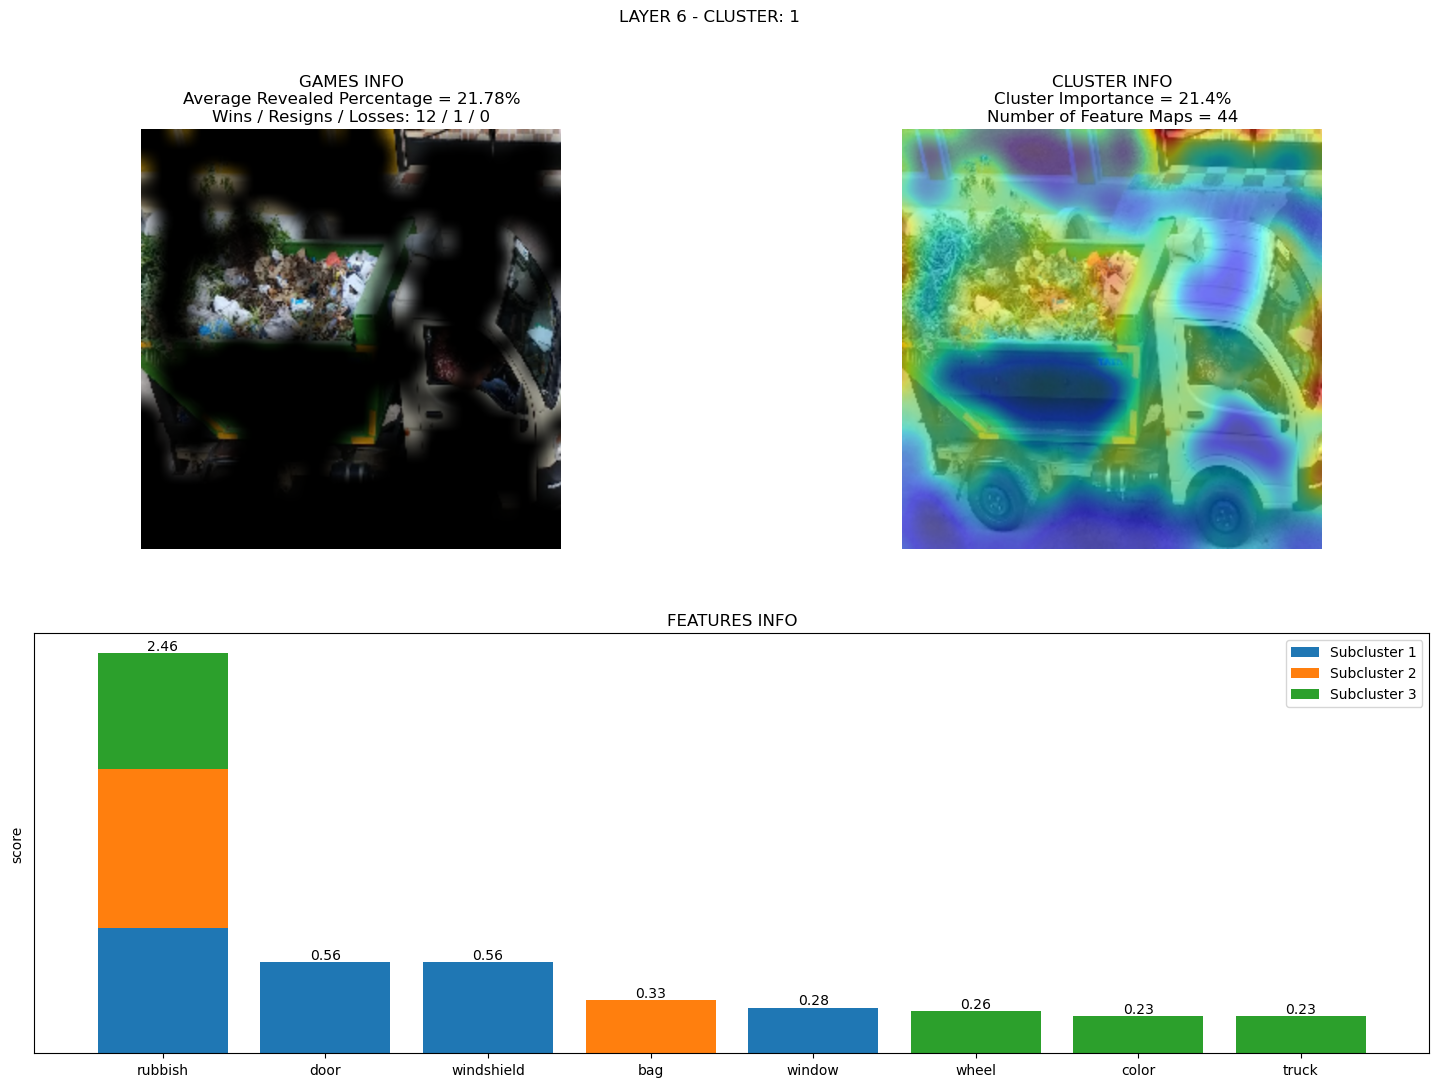 LAYER 6 - CLUSTER: 1
GAMES INFO
Average Revealed Percentage = 21.78%
Wins / Resigns / Losses: 12 / 1 / 0
CLUSTER INFO
Cluster Importance = 21.4%
Number of Feature Maps = 44
FEATURES INFO
2.46
0.56
0.56
0.33
0.28
0.26
0.23
0.23
Subcluster 1
Subcluster 2
Subcluster 3
score
rubbish
door
windshield
bag
window
wheel
color
truck